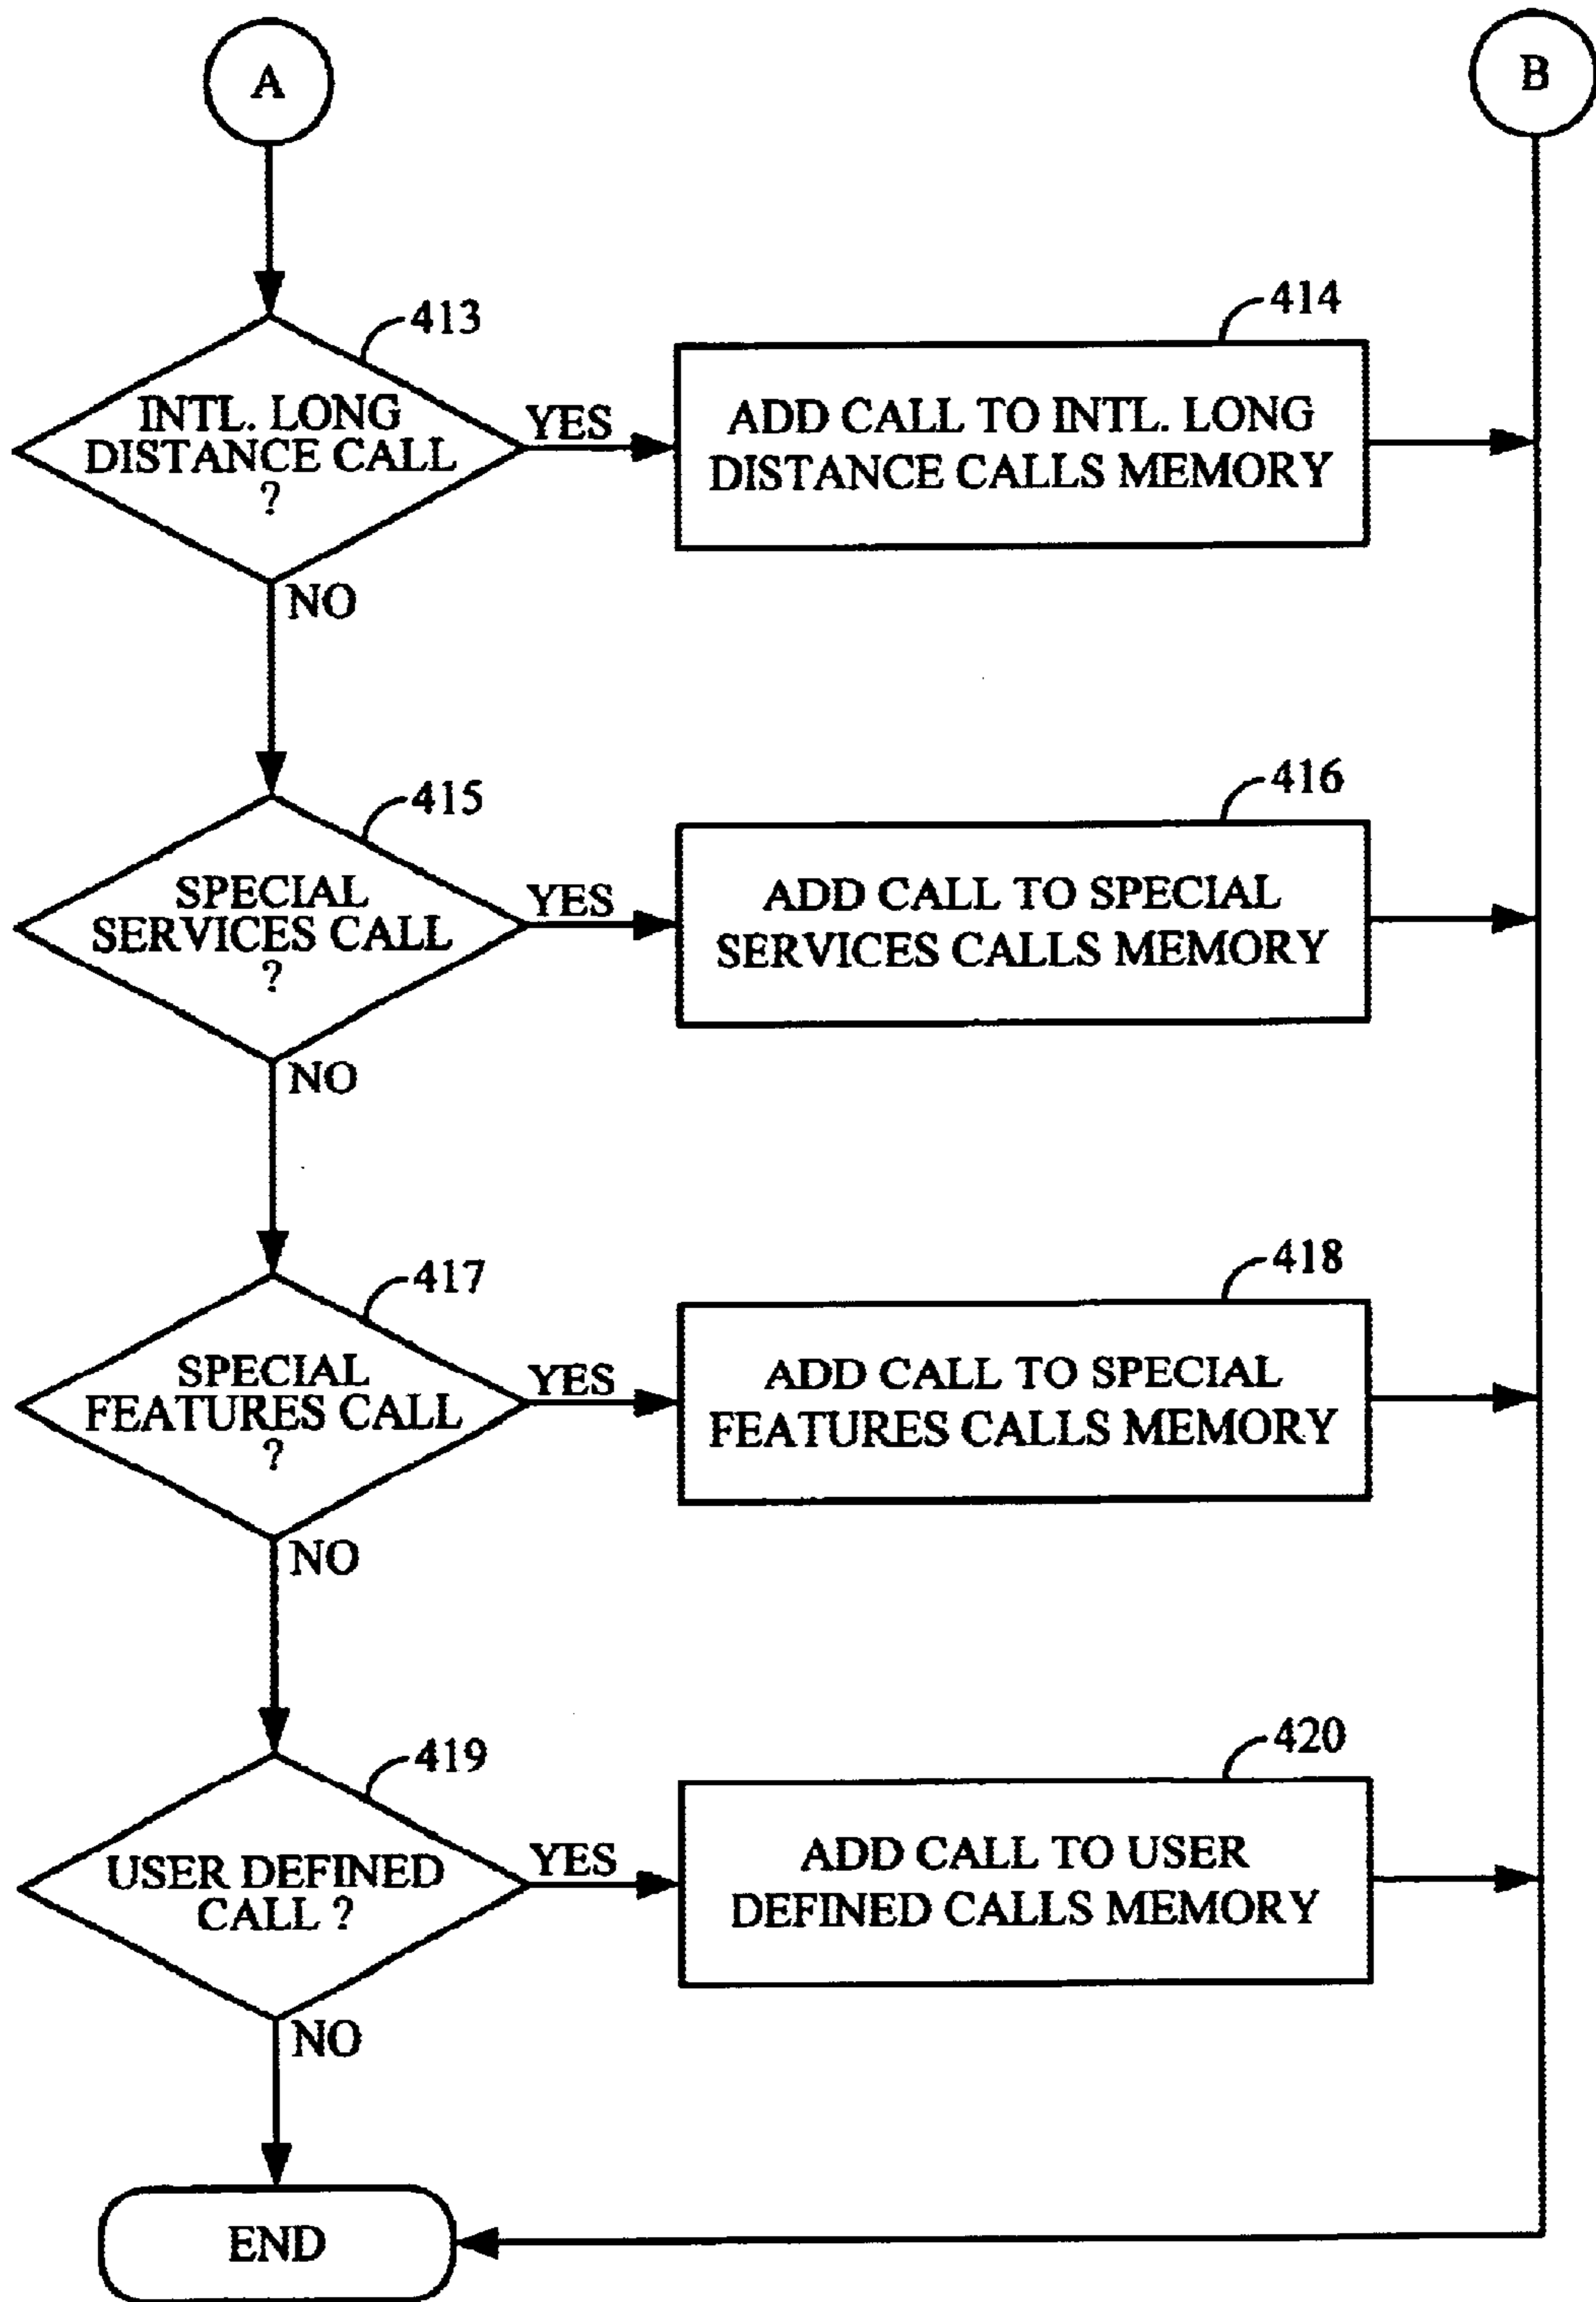 A
B
413
INTL. LONG
DISTANCE CALL
?
YES
414
ADD CALL TO INTL. LONG
DISTANCE CALLS MEMORY
NO
415
SPECIAL
SERVICES CALL
?
YES
416
ADD CALL TO SPECIAL
SERVICES CALLS MEMORY
NO
417
SPECIAL
FEATURES CALL
?
YES
418
ADD CALL TO SPECIAL
FEATURES CALLS MEMORY
NO
419
USER DEFINED
CALL ?
YES
420
ADD CALL TO USER
DEFINED CALLS MEMORY
NO
END